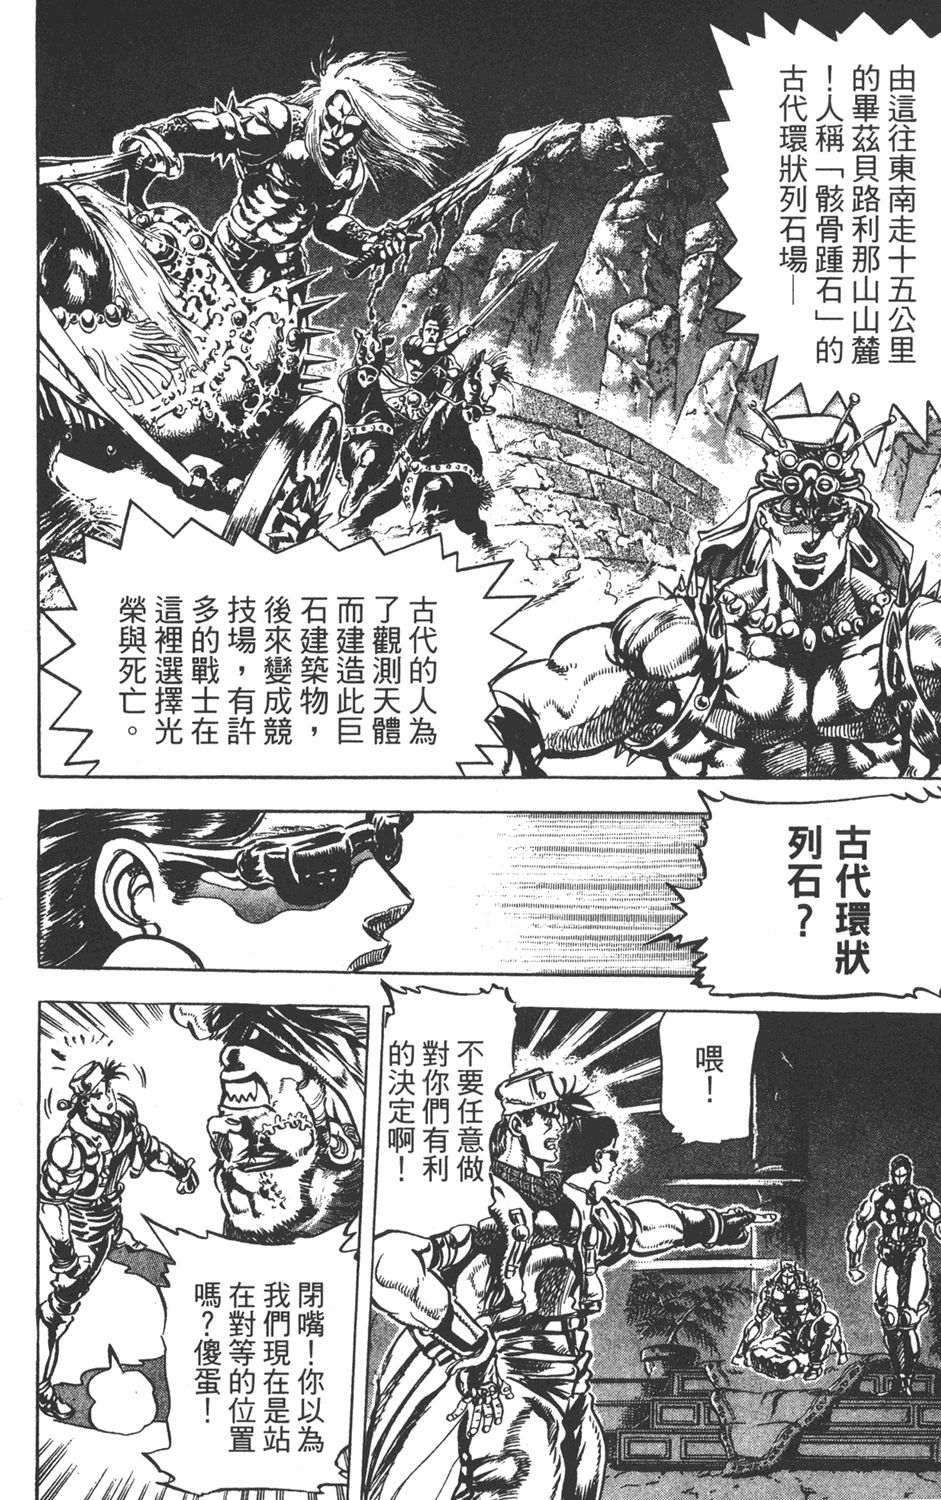 由這往東南走十五公里
的畢茲貝路利那山山麓
！人稱「骸骨踵石」的
古代環狀列石場—
古代的人為
了觀測天體
而建造此巨
石建築物，
後來變成競
技場，有許
多的戰士在
這裡選擇光
榮與死亡。
古代環狀
列石？
喂！
不要任意做
對你們有利
的決定啊！
閉嘴！你以為
我們現在是站
在對等的位置
嗎？傻蛋！